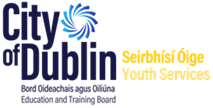 City
of Dublin
Bord Oideachais agus Oiliúna
Education and Training Board
Seirbhísí Óige
Youth Services